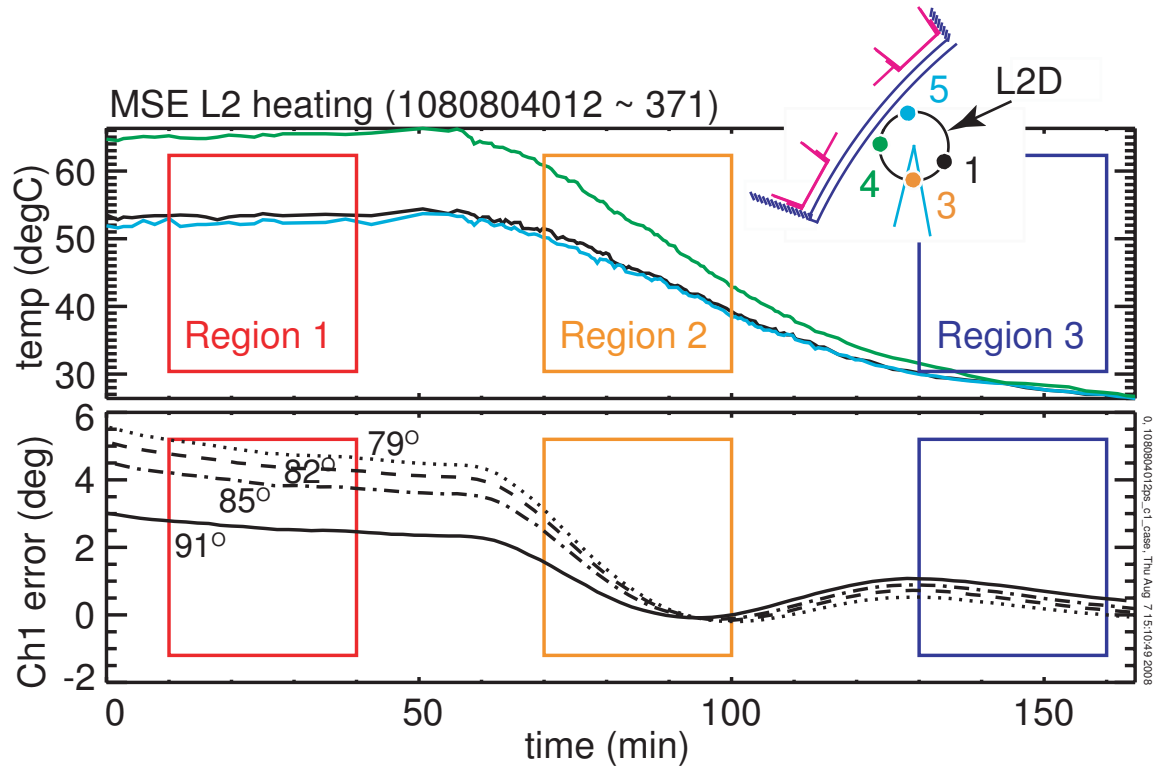 MSE L2 heating (1080804012 ~ 371)
L2D
5
1
4
3
temp (degC)
60
50
40
30
Region 1
Region 2
Region 3
Ch1 error (deg)
6
4
2
0
-2
79°
82°
85°
91°
0
50
100
150
time (min)
0, 1080804012ps_c1_case, Thu Aug 7 15:10:49 2008